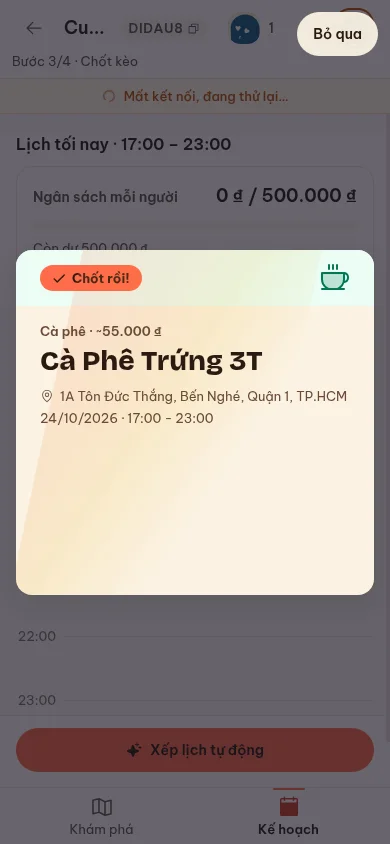 Cu...
DIDAU8
1
Bỏ qua
Bước 3/4 · Chốt kèo
Mất kết nối, đang thử lại...
Lịch tối nay · 17:00 – 23:00
Ngân sách mỗi người
0 ₫ / 500.000 ₫
Còn dư 500.000 ₫
Chốt rồi!
Cà phê · ~55.000 ₫
Cà Phê Trứng 3T
1A Tôn Đức Thắng, Bến Nghé, Quận 1, TP.HCM
24/10/2026 · 17:00 – 23:00
22:00
23:00
Xếp lịch tự động
Khám phá
Kế hoạch